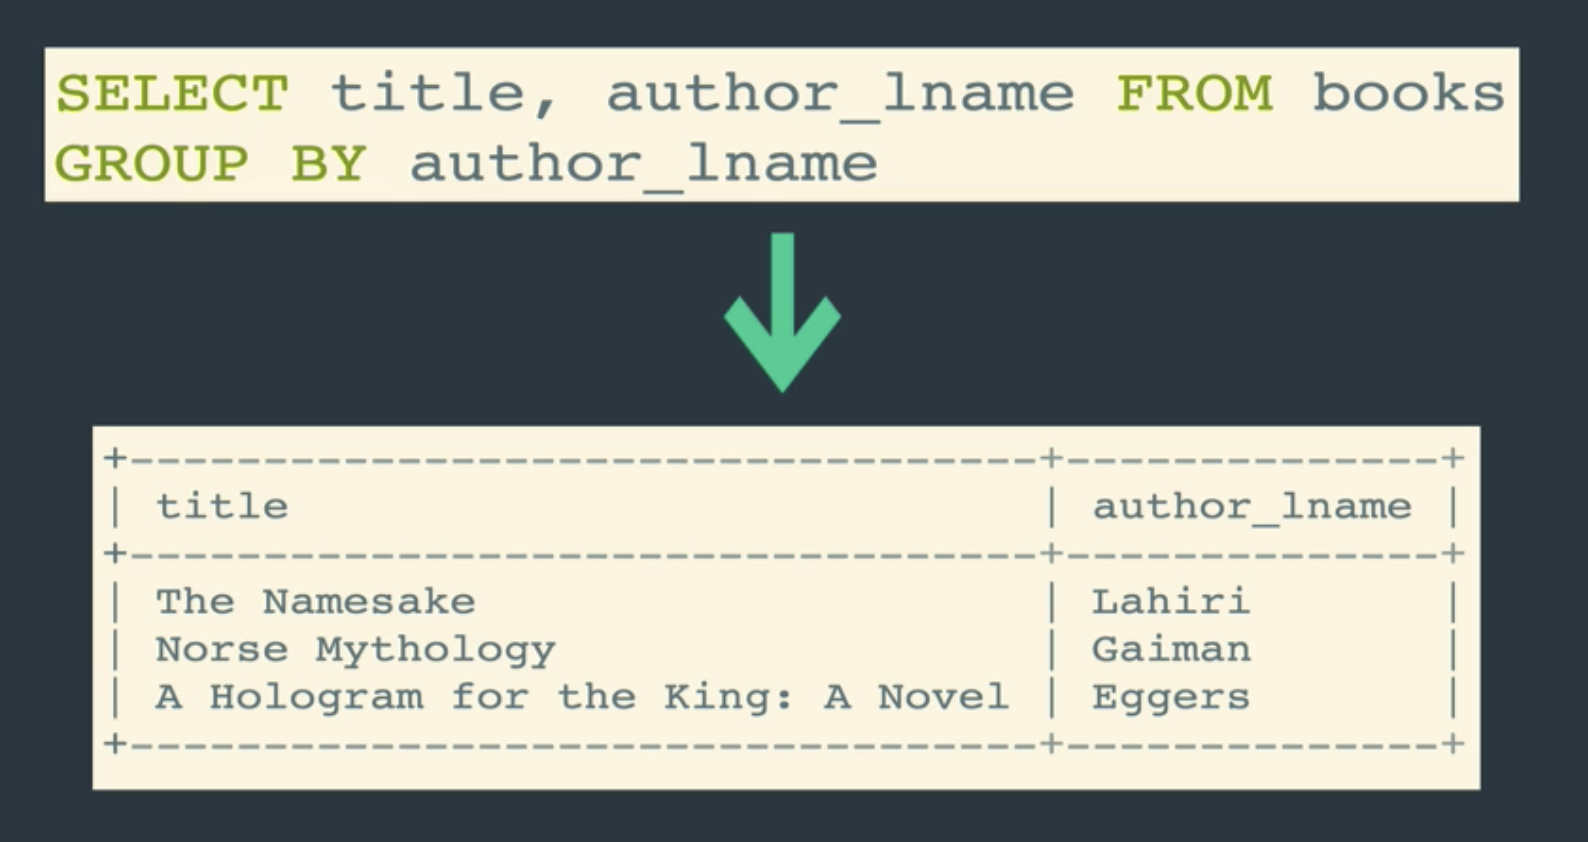 SELECT title, author_lname FROM books
GROUP BY author_lname
+----------------------------------+--------------+
| title                            | author_lname |
+----------------------------------+--------------+
| The Namesake                     | Lahiri       |
| Norse Mythology                  | Gaiman       |
| A Hologram for the King: A Novel | Eggers       |
+----------------------------------+--------------+